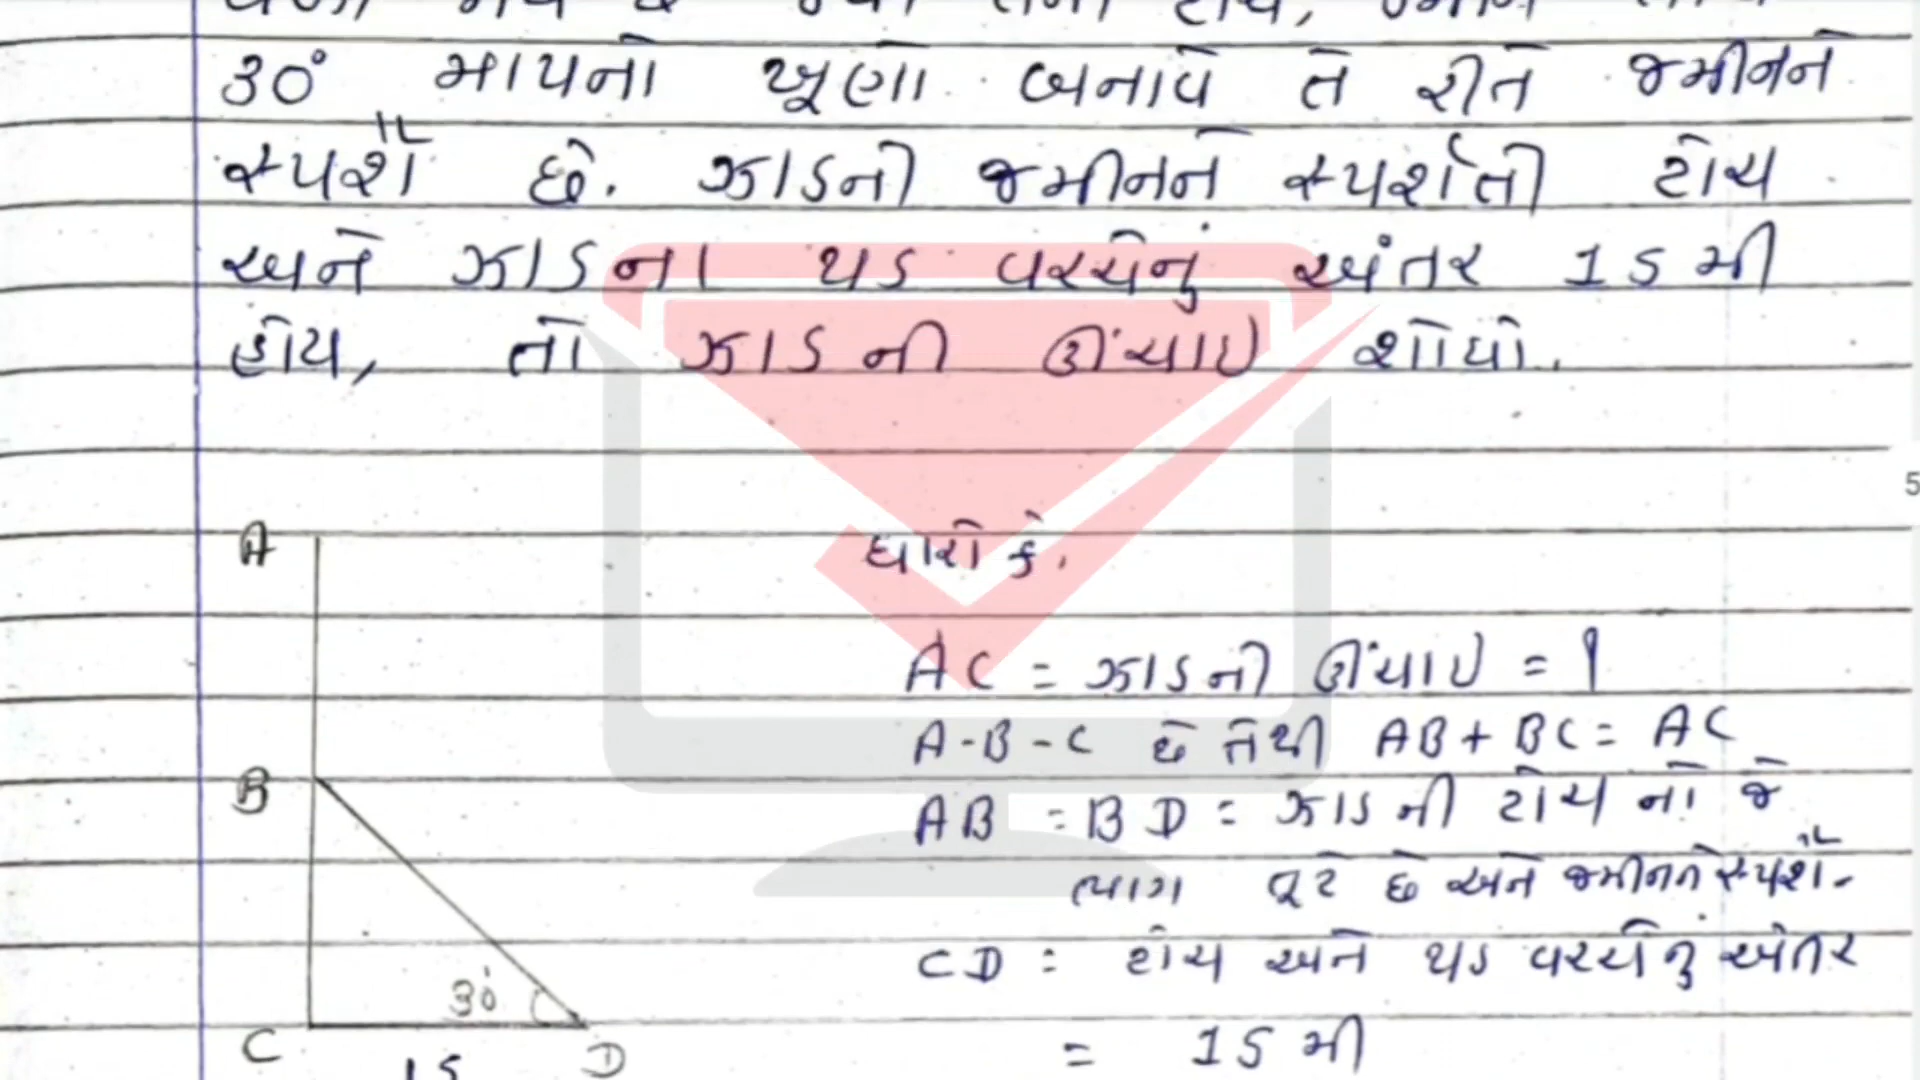 30° માપનો ખૂણો બનાવે તે રીતે જમીનને
સ્પર્શે છે. ઝાડની જમીનને સ્પર્શતી ટોચ
અને ઝાડના થડ વચ્ચેનું અંતર 15 મી
હોય, તો ઝાડની ઊંચાઈ શોધો.
5
A
ધારો કે,
AC = ઝાડની ઊંચાઈ = ?
A-B-C છે તેથી AB + BC = AC
B
AB = BD = ઝાડની ટોચ નો જે
ભાગ તૂટે છે અને જમીનને સ્પર્શે.
CD = ટોચ અને થડ વચ્ચેનું અંતર
30°
C
15
D
= 15 મી